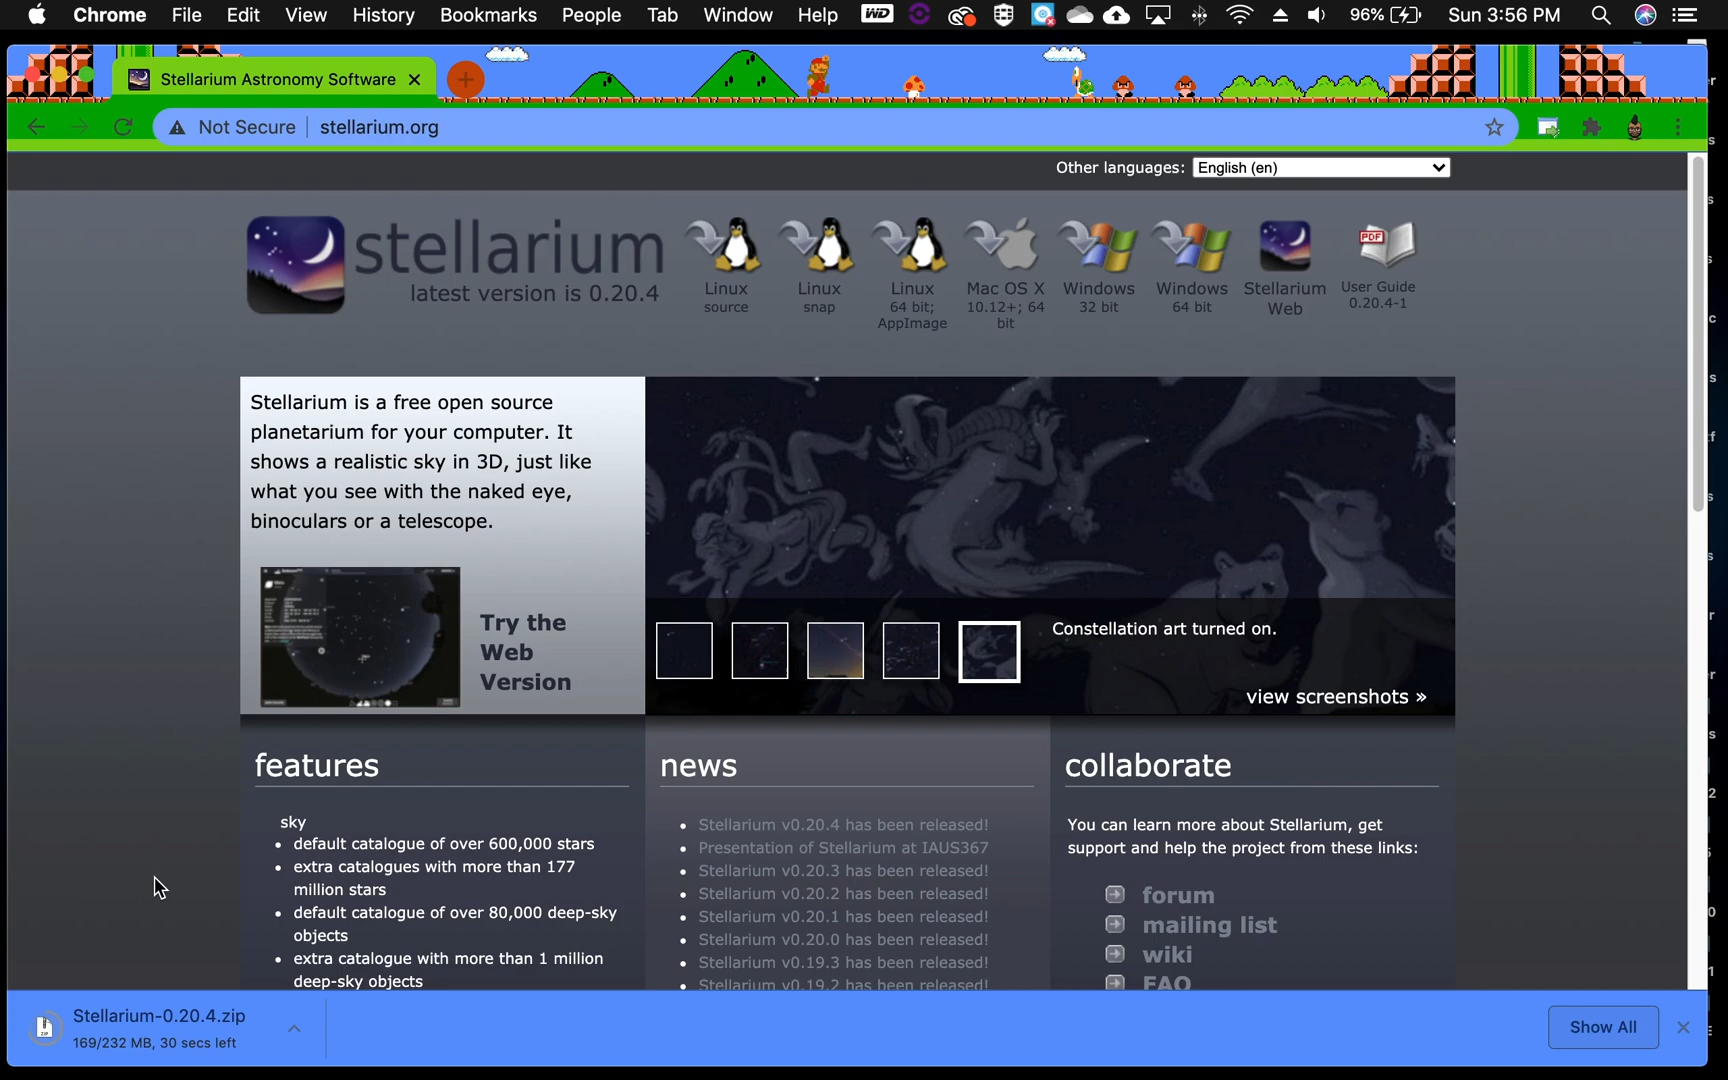 Chrome File Edit View History Bookmarks People Tab Window Help WD 96% Sun 3:56 PM
Stellarium Astronomy Software
Not Secure stellarium.org
Other languages: English (en)
stellarium
latest version is 0.20.4
Linux
source
Linux
snap
Linux
64 bit;
AppImage
Mac OS X
10.12+; 64
bit
Windows
32 bit
Windows
64 bit
Stellarium
Web
PDF
User Guide
0.20.4-1
Stellarium is a free open source
planetarium for your computer. It
shows a realistic sky in 3D, just like
what you see with the naked eye,
binoculars or a telescope.
Try the
Web
Version
Constellation art turned on.
view screenshots »
features
sky
default catalogue of over 600,000 stars
extra catalogues with more than 177
million stars
default catalogue of over 80,000 deep-sky
objects
extra catalogue with more than 1 million
deep-sky objects
news
Stellarium v0.20.4 has been released!
Presentation of Stellarium at IAUS367
Stellarium v0.20.3 has been released!
Stellarium v0.20.2 has been released!
Stellarium v0.20.1 has been released!
Stellarium v0.20.0 has been released!
Stellarium v0.19.3 has been released!
Stellarium v0.19.2 has been released!
collaborate
You can learn more about Stellarium, get
support and help the project from these links:
forum
mailing list
wiki
FAQ
Stellarium-0.20.4.zip
169/232 MB, 30 secs left
ZIP
Show All